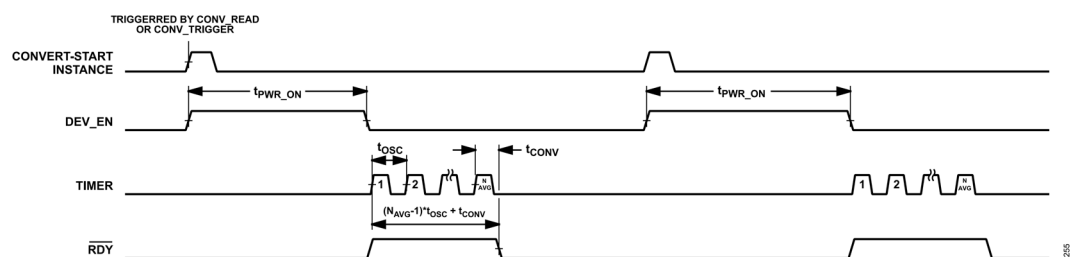 TRIGGERRED BY CONV_READ
OR CONV_TRIGGER
CONVERT-START
INSTANCE
tPWR_ON
tPWR_ON
DEV_EN
tOSC
tCONV
TIMER
1
2
N
AVG
1
2
N
AVG
(NAVG-1)*tOSC + tCONV
RDY
255